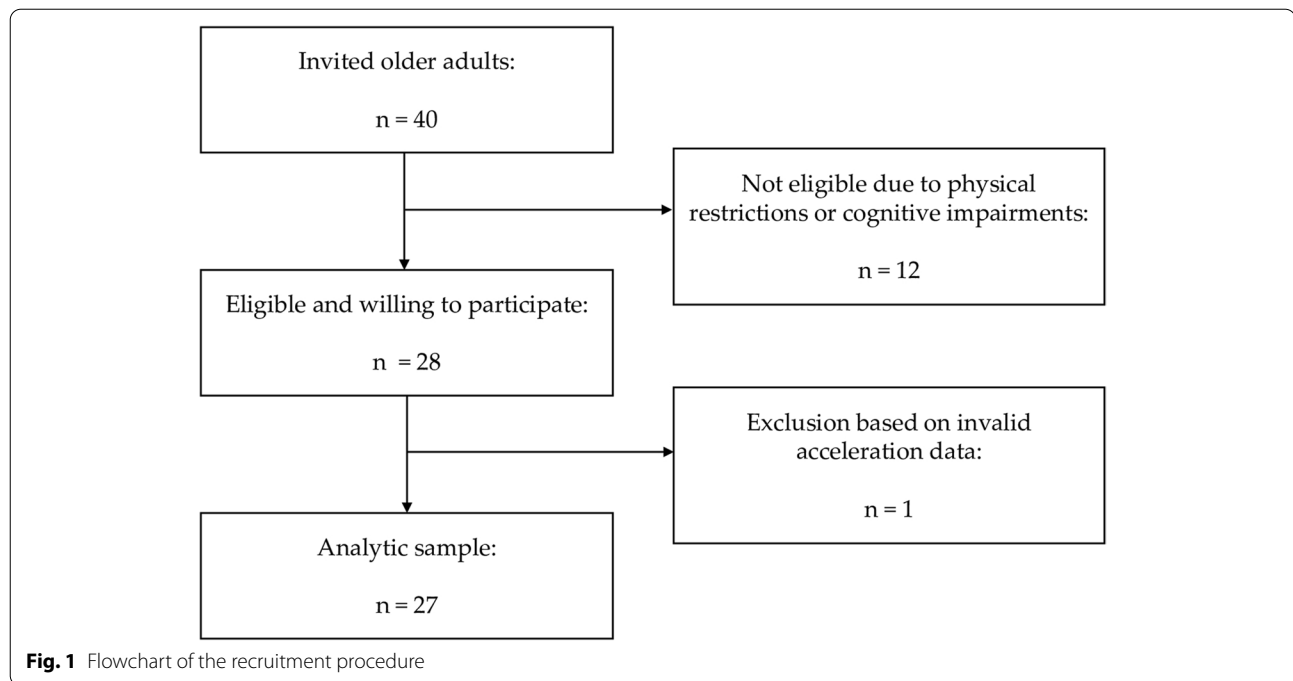 Invited older adults:
n = 40
Not eligible due to physical
restrictions or cognitive impairments:
n = 12
Eligible and willing to participate:
n = 28
Exclusion based on invalid
acceleration data:
n = 1
Analytic sample:
n = 27
Fig. 1 Flowchart of the recruitment procedure